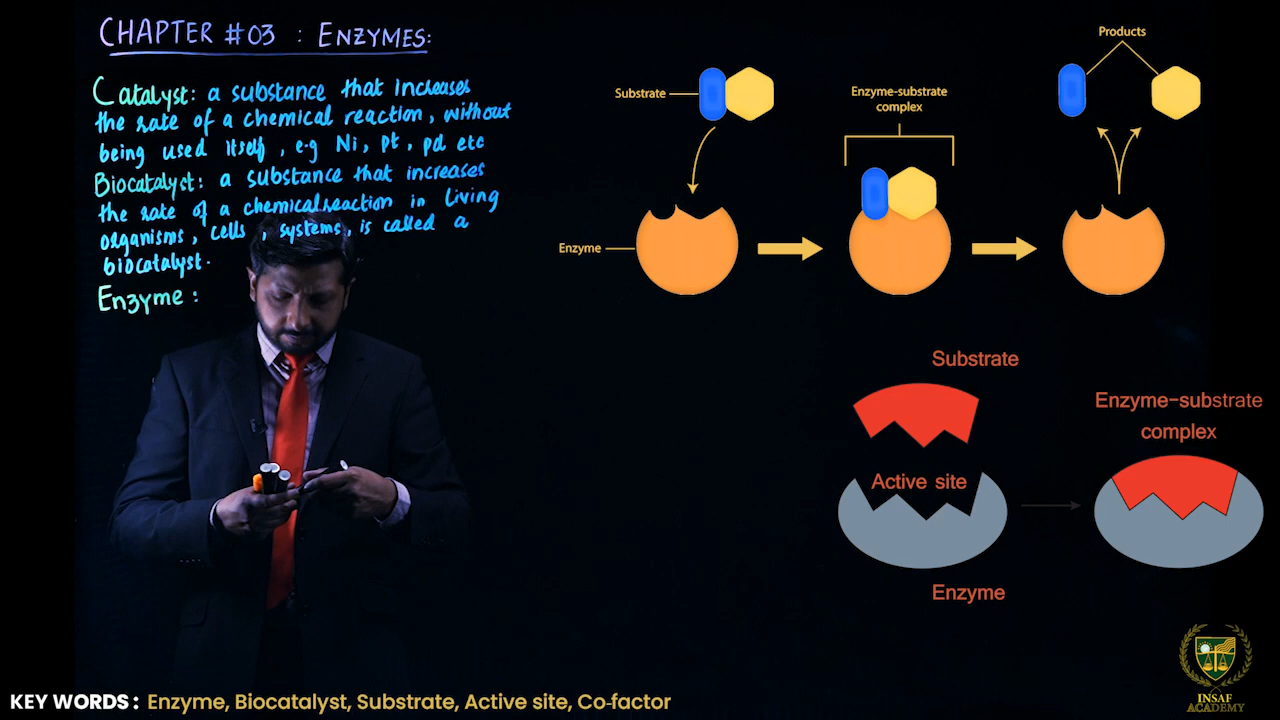 CHAPTER #03 : ENZYMES:
Catalyst: a substance that increases
the rate of a chemical reaction, without
being used itself, e.g Ni, Pt, pd etc
Biocatalyst: a substance that increases
the rate of a chemical reaction in Living
organisms, cells, systems, is called a
biocatalyst.
Enzyme:
Products
Substrate
Enzyme-substrate
complex
Enzyme
Substrate
Enzyme-substrate
complex
Active site
Enzyme
INSAF
ACADEMY
KEY WORDS: Enzyme, Biocatalyst, Substrate, Active site, Co-factor